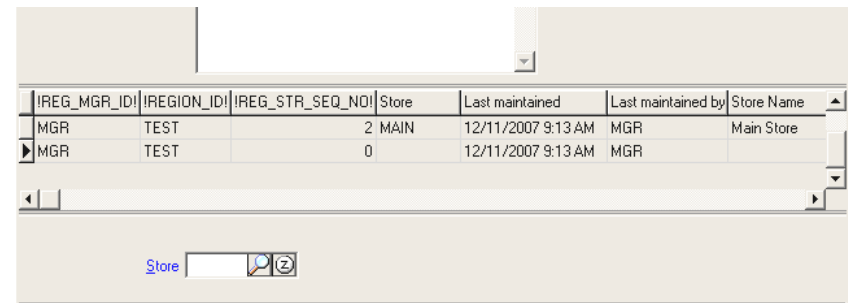 !REG_MGR_ID! !REGION_ID! !REG_STR_SEQ_NO! Store Last maintained Last maintained by Store Name
MGR TEST 2 MAIN 12/11/2007 9:13 AM MGR Main Store
MGR TEST 0 12/11/2007 9:13 AM MGR
Store Z